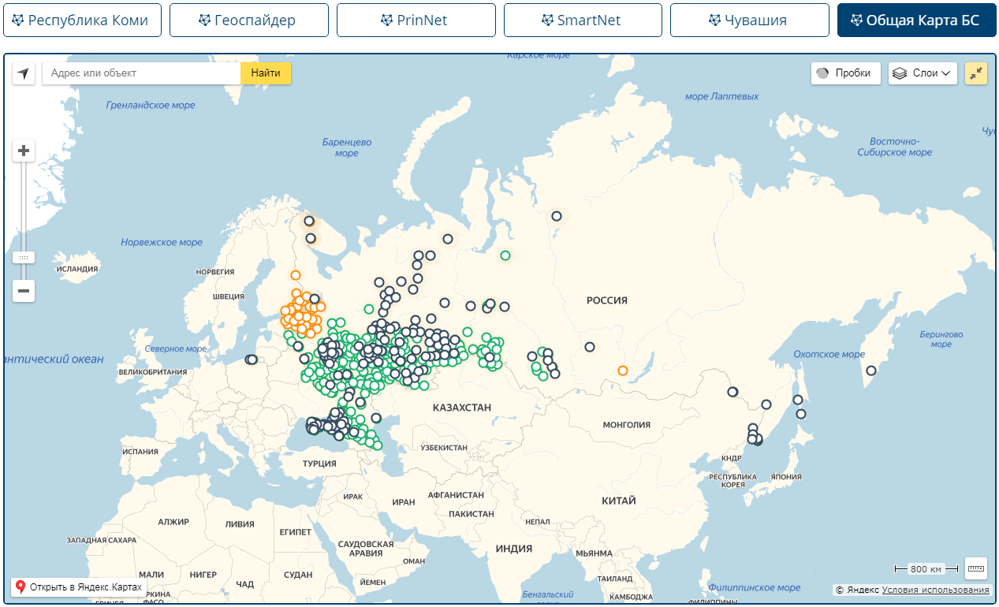 Республика Коми
Геоспайдер
PrinNet
SmartNet
Чувашия
Общая Карта БС
Карское море
Адрес или объект
Найти
Пробки
Слои
Гренландское море
море Лаптевых
Баренцево
море
Восточно-
Сибирское море
Норвежское море
ИСЛАНДИЯ
НОРВЕГИЯ
ШВЕЦИЯ
РОССИЯ
Северное море
Берингово
море
Охотское море
антический океан
ВЕЛИКОБРИТАНИЯ
КАЗАХСТАН
МОНГОЛИЯ
ИСПАНИЯ
УЗБЕКИСТАН
ТУРЦИЯ
КНДР
РЕСПУБЛИКА
КОРЕЯ
ЯПОНИЯ
ИРАК
ИРАН
АФГАНИСТАН
КИТАЙ
ПАКИСТАН
АЛЖИР
ЛИВИЯ
ЕГИПЕТ
НЕПАЛ
ЗАПАДНАЯ САХАРА
САУДОВСКАЯ
АРАВИЯ
ИНДИЯ
МЬЯНМА
ОМАН
МАЛИ
НИГЕР
СУДАН
800 км
ЧАД
ЙЕМЕН
ТАИЛАНД
Открыть в Яндекс.Картах
Бенгальский
Филиппинское море
© Яндекс Условия использования
КАМБОДЖА